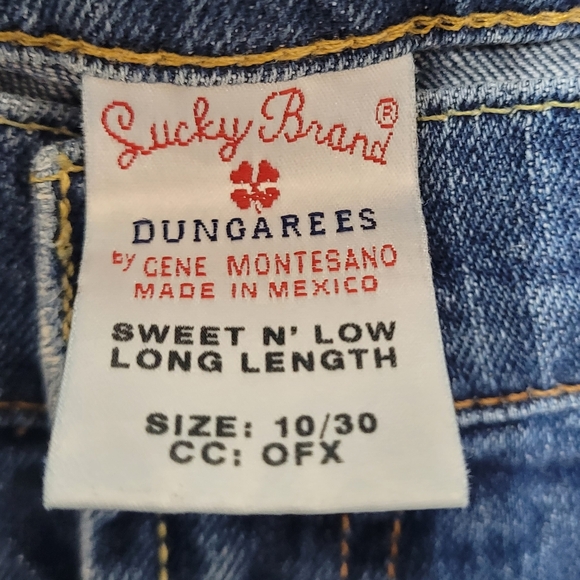 Lucky Brand ®
DUNGAREES
BY GENE MONTESANO
MADE IN MEXICO
SWEET N' LOW
LONG LENGTH
SIZE: 10/30
CC: OFX